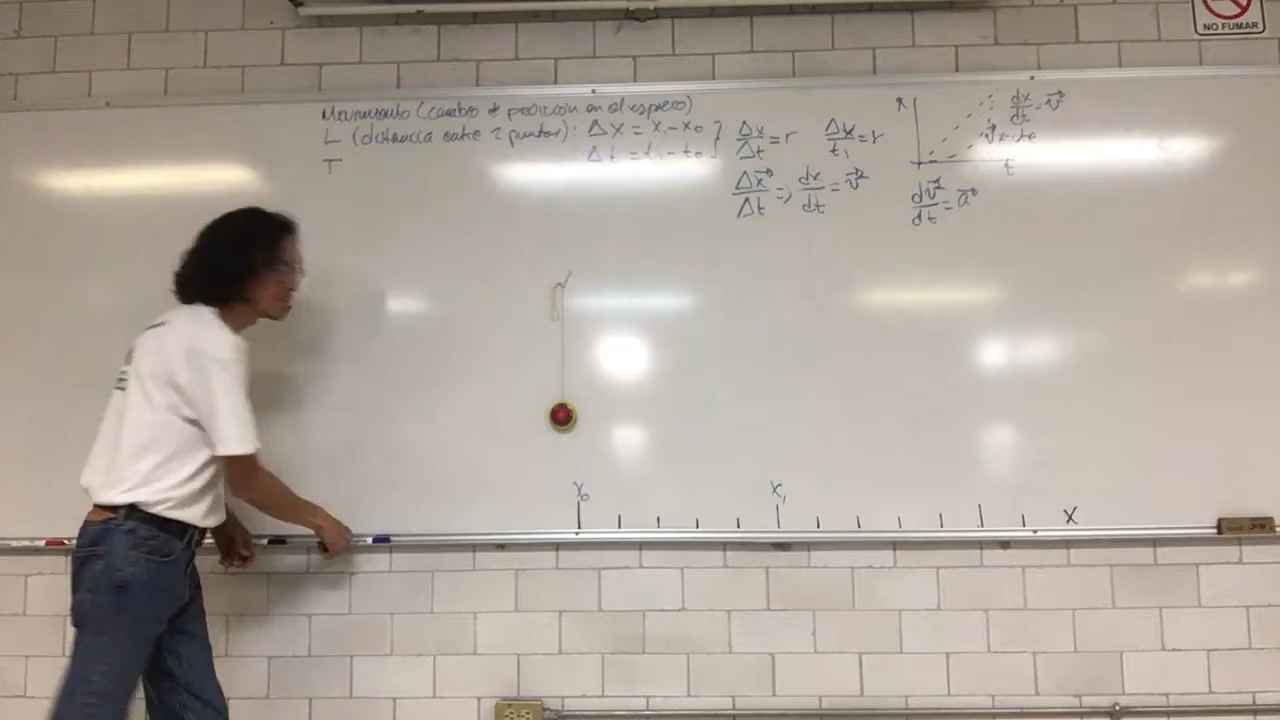 NO FUMAR
Movimiento (cambio de posición en el espacio)
L (distancia entre 2 puntos): Δx = x₁ - x₀ } Δx/Δt = r Δx/t₁ = r
T Δt = t₁ - t₀
Δx⃗/Δt => dx/dt = v⃗
x dx/dt = v⃗
t
dv⃗/dt = a⃗
x₀ x₁ X